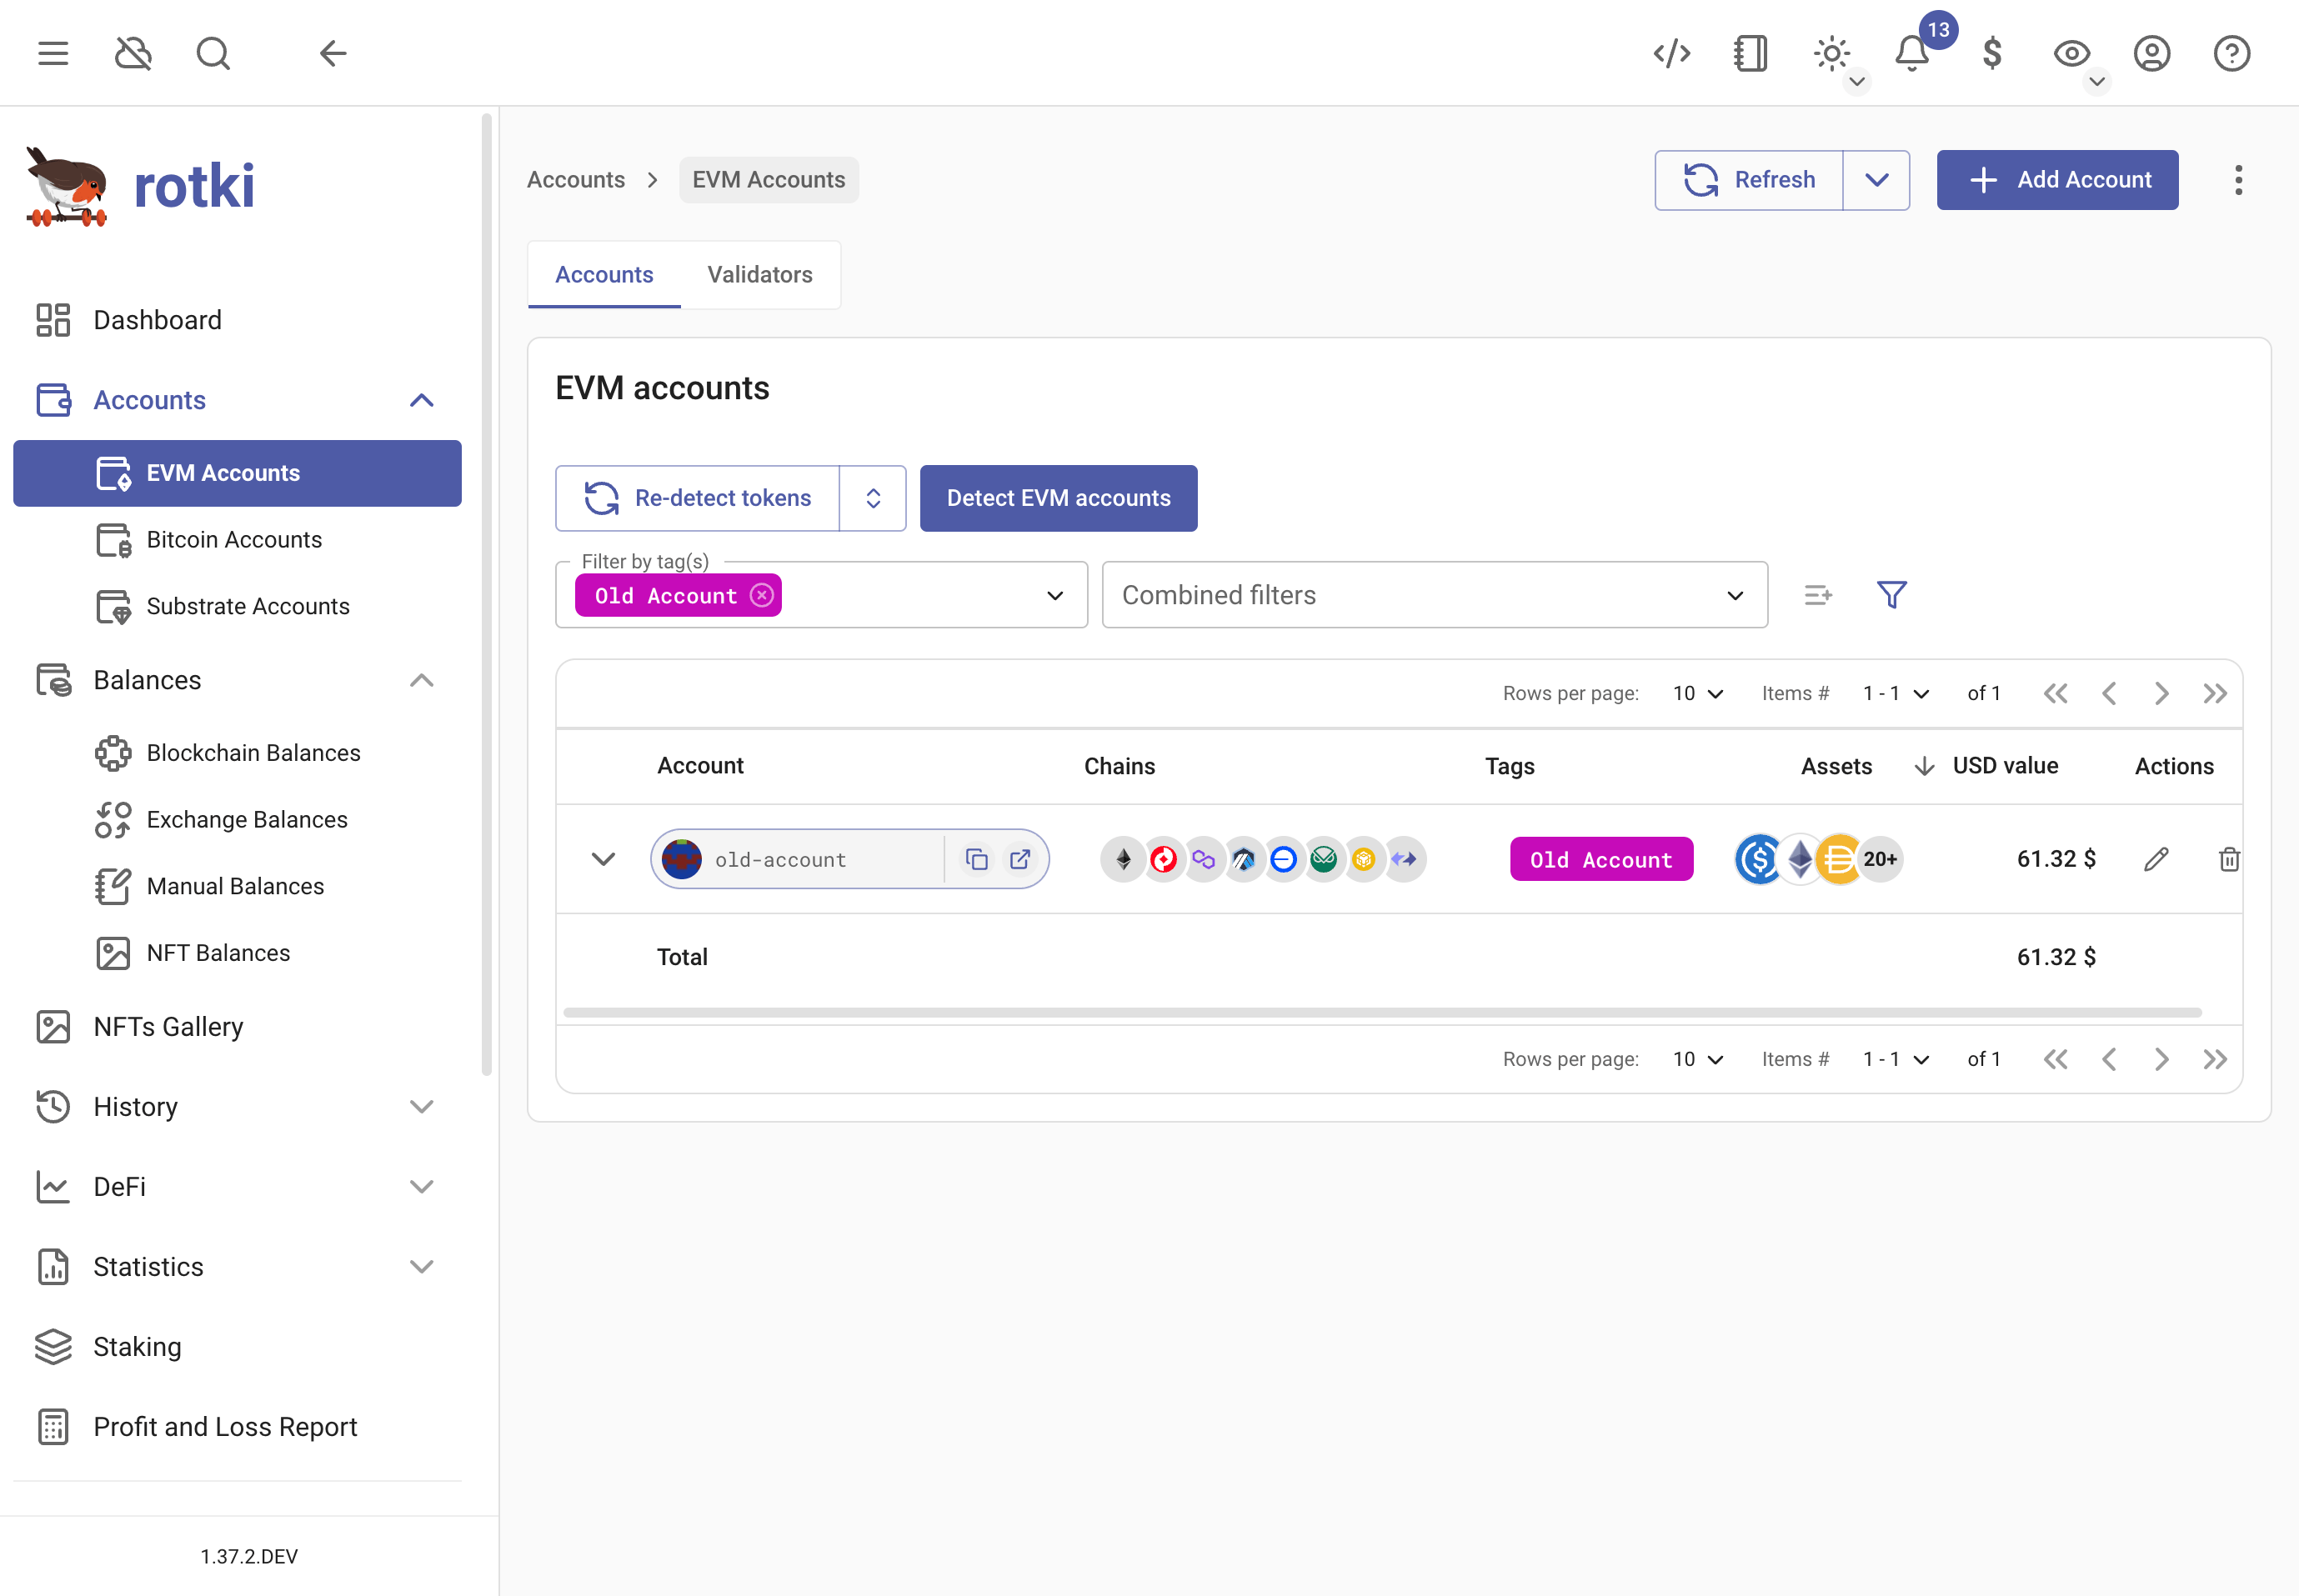 13
rotki
Dashboard
Accounts
EVM Accounts
Bitcoin Accounts
Substrate Accounts
Balances
Blockchain Balances
Exchange Balances
Manual Balances
NFT Balances
NFTs Gallery
History
DeFi
Statistics
Staking
Profit and Loss Report
1.37.2.DEV
Accounts EVM Accounts
Refresh
Add Account
Accounts Validators
EVM accounts
Re-detect tokens
Detect EVM accounts
Filter by tag(s)
Old Account
Combined filters
Rows per page: 10 Items # 1 - 1 of 1
Account Chains Tags Assets USD value Actions
old-account Old Account 20+ 61.32 $
Total 61.32 $
Rows per page: 10 Items # 1 - 1 of 1